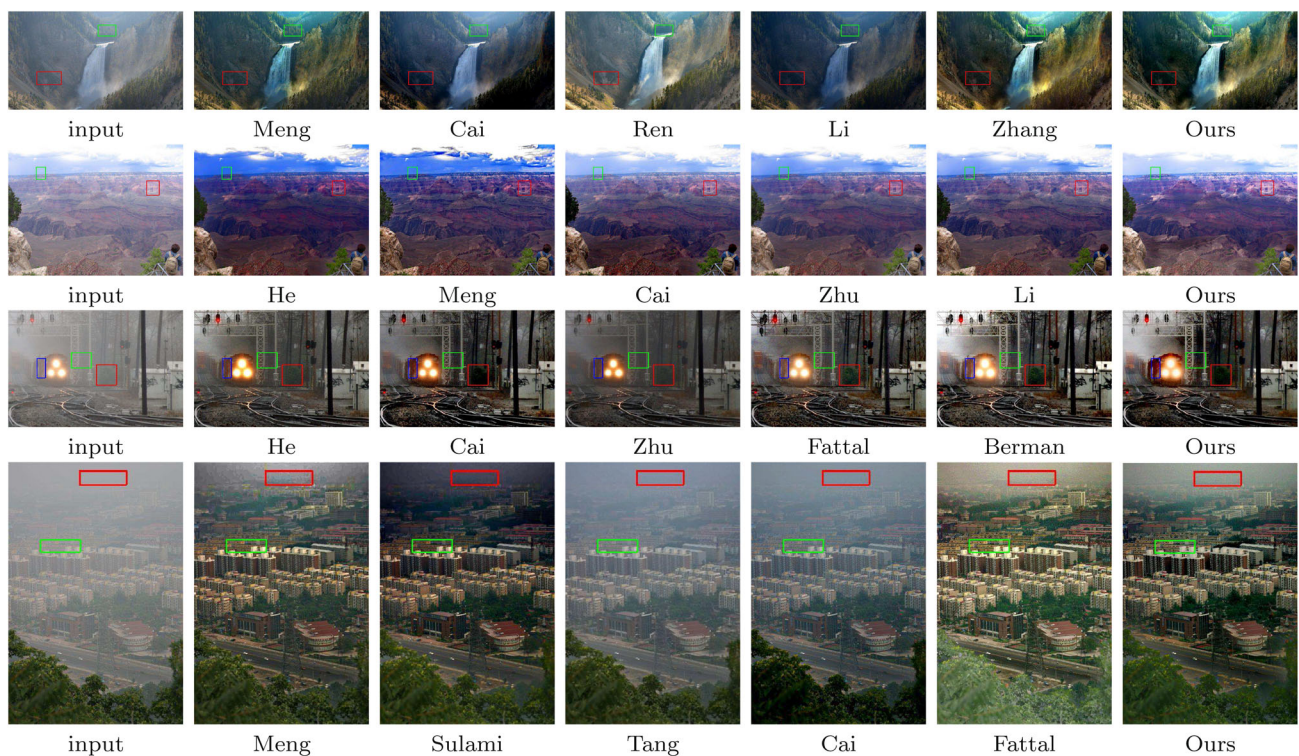 input Meng Cai Ren Li Zhang Ours
input He Meng Cai Zhu Li Ours
input He Cai Zhu Fattal Berman Ours
input Meng Sulami Tang Cai Fattal Ours